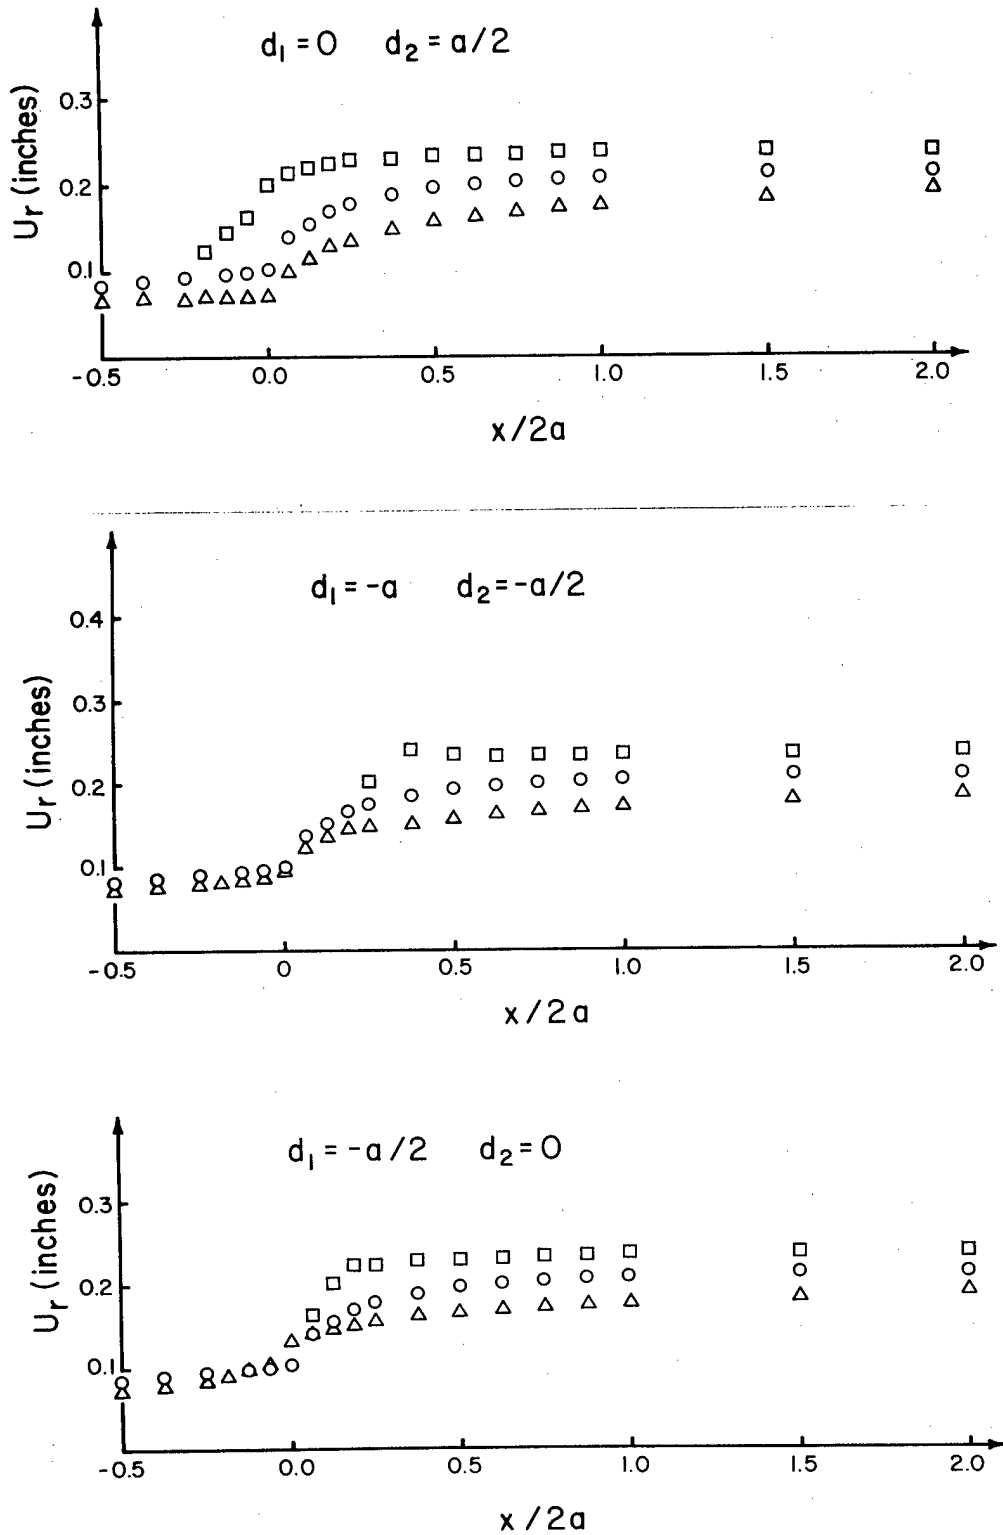 d₁ = 0 d₂ = a/2
Uᵣ (inches)
0.3
0.2
0.1
-0.5 0.0 0.5 1.0 1.5 2.0
x/2a
d₁ = -a d₂ = -a/2
Uᵣ (inches)
0.4
0.3
0.2
0.1
-0.5 0 0.5 1.0 1.5 2.0
x/2a
d₁ = -a/2 d₂ = 0
Uᵣ (inches)
0.3
0.2
0.1
-0.5 0.0 0.5 1.0 1.5 2.0
x/2a